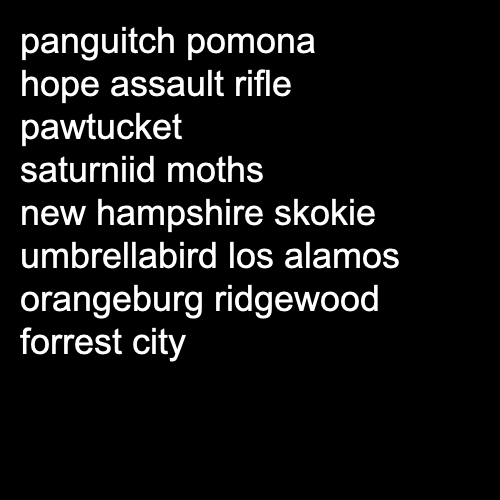 panguitch pomona
hope assault rifle
pawtucket
saturniid moths
new hampshire skokie
umbrellabird los alamos
orangeburg ridgewood
forrest city